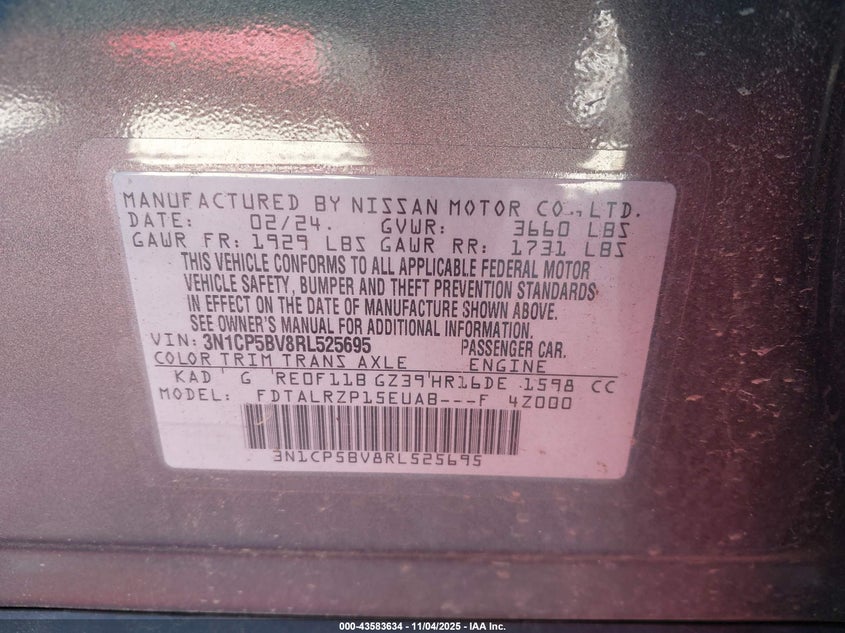 MANUFACTURED BY NISSAN MOTOR CO., LTD.
DATE: 02/24. GVWR: 3660 LBS
GAWR FR: 1929 LBS GAWR RR: 1731 LBS
THIS VEHICLE CONFORMS TO ALL APPLICABLE FEDERAL MOTOR
VEHICLE SAFETY, BUMPER AND THEFT PREVENTION STANDARDS
IN EFFECT ON THE DATE OF MANUFACTURE SHOWN ABOVE.
SEE OWNER'S MANUAL FOR ADDITIONAL INFORMATION.
VIN: 3N1CP5BV8RL525695 PASSENGER CAR.
COLOR TRIM TRANS AXLE ENGINE
KAD G RE0F11B GZ39 HR16DE 1598 CC
MODEL: FDTALRZP15EUAB---F 4Z000
3N1CP5BV8RL525695
000-43583634 - 11/04/2025 - IAA Inc.